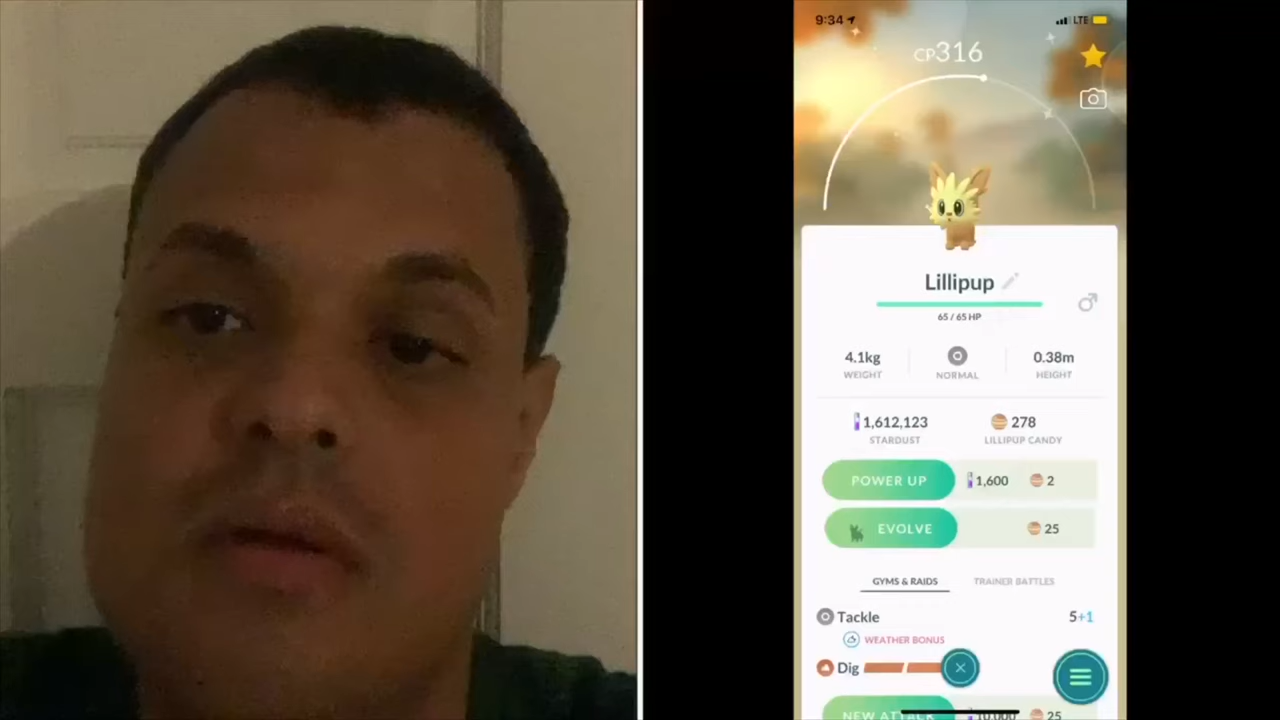 9:34
LTE
CP316
Lillipup
65 / 65 HP
4.1kg
WEIGHT
NORMAL
0.38m
HEIGHT
1,612,123
STARDUST
278
LILLIPUP CANDY
POWER UP
1,600
2
EVOLVE
25
GYMS & RAIDS
TRAINER BATTLES
Tackle
5+1
WEATHER BONUS
Dig
NEW ATTACK
10,000
25